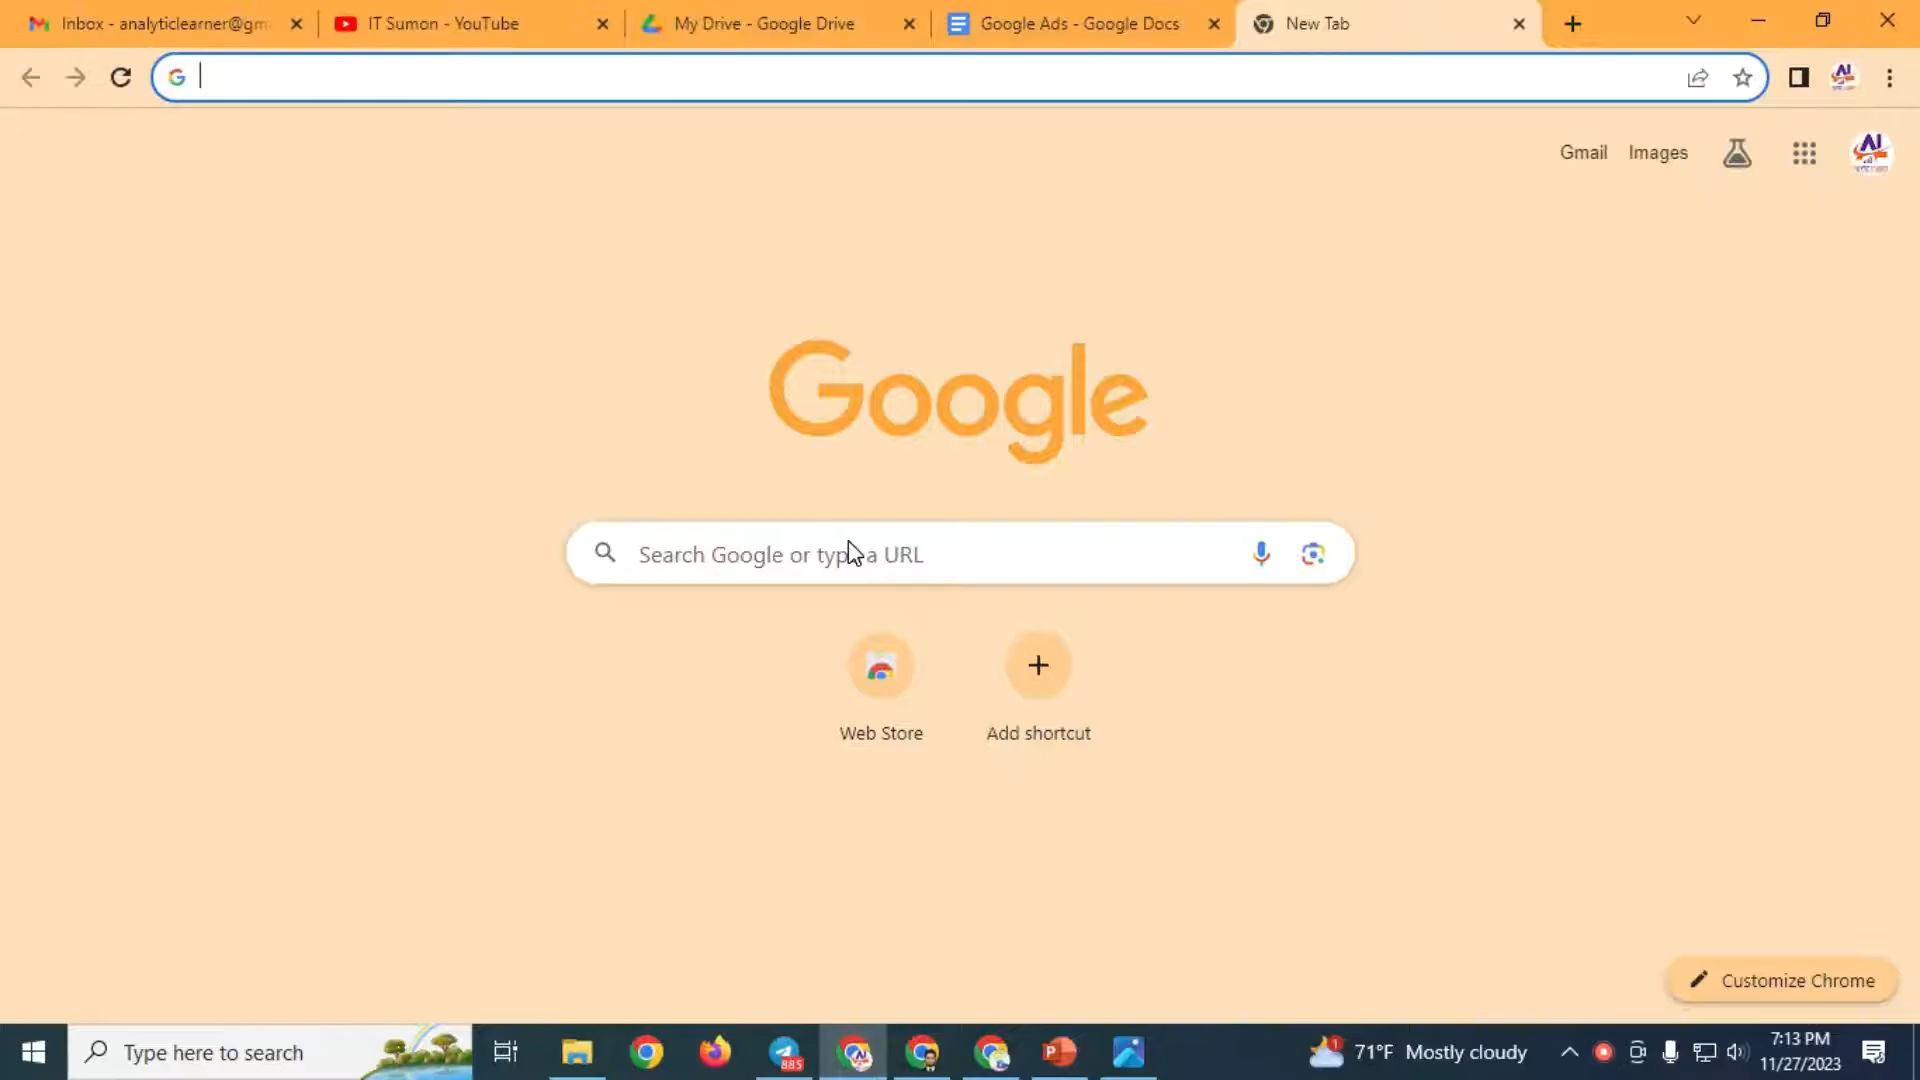 Inbox - analyticlearner@gm
IT Sumon - YouTube
My Drive - Google Drive
Google Ads - Google Docs
New Tab
Gmail
Images
Google
Search Google or type a URL
Web Store
Add shortcut
Customize Chrome
Type here to search
885
71°F Mostly cloudy
7:13 PM
11/27/2023